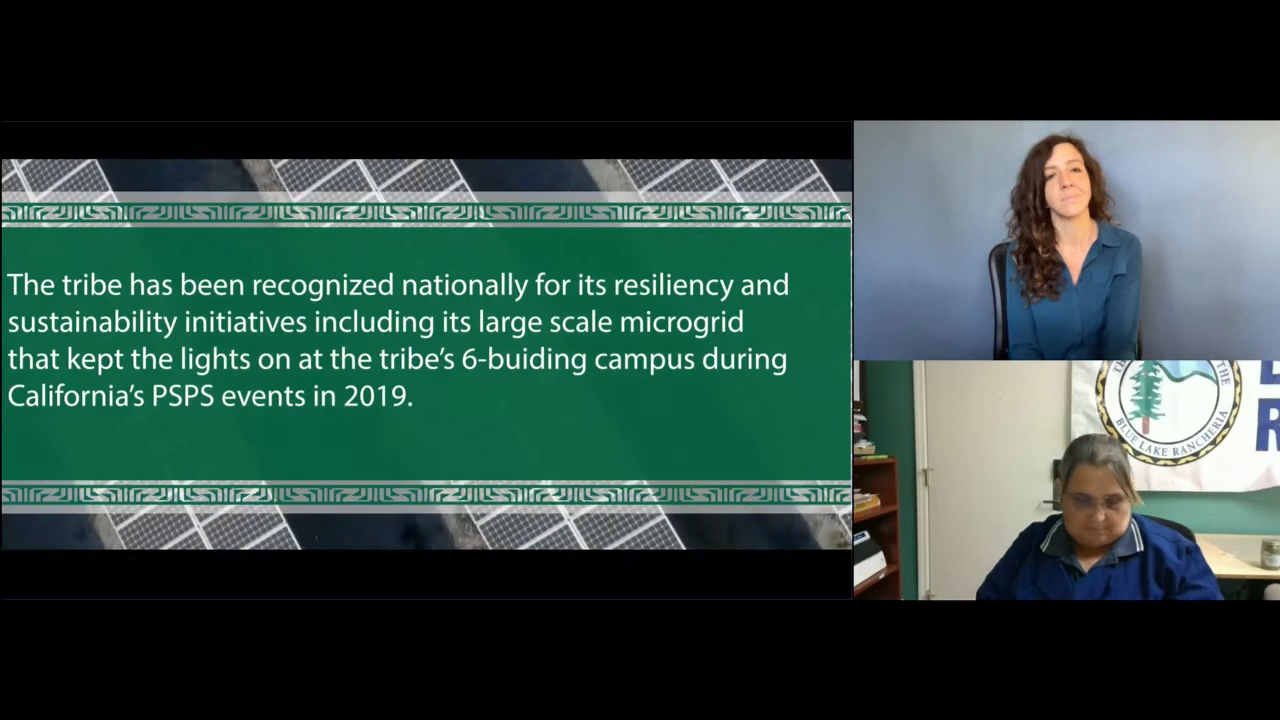 The tribe has been recognized nationally for its resiliency and
sustainability initiatives including its large scale microgrid
that kept the lights on at the tribe's 6-buiding campus during
California's PSPS events in 2019.
THE
BLUE LAKE RANCHERIA